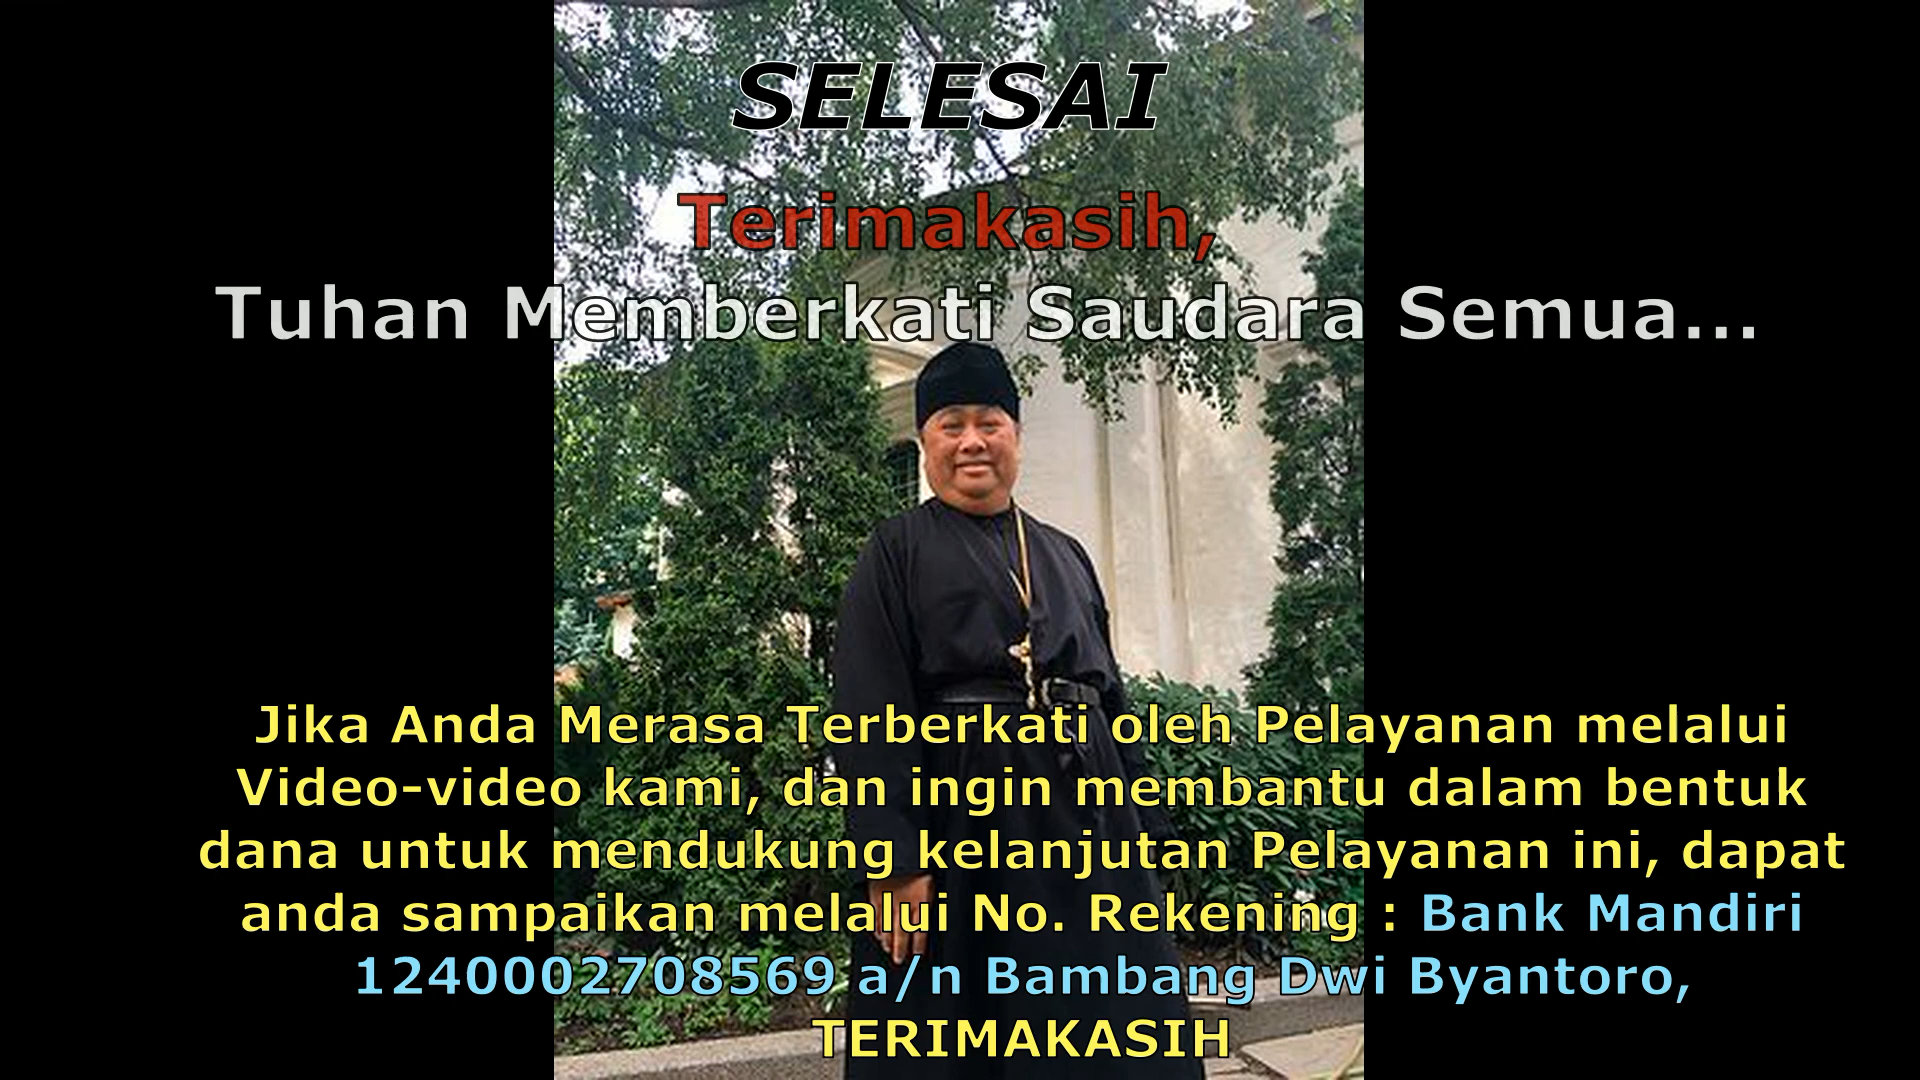 SELESAI
Terimakasih,
Tuhan Memberkati Saudara Semua...
Jika Anda Merasa Terberkati oleh Pelayanan melalui
Video-video kami, dan ingin membantu dalam bentuk
dana untuk mendukung kelanjutan Pelayanan ini, dapat
anda sampaikan melalui No. Rekening : Bank Mandiri
1240002708569 a/n Bambang Dwi Byantoro,
TERIMAKASIH